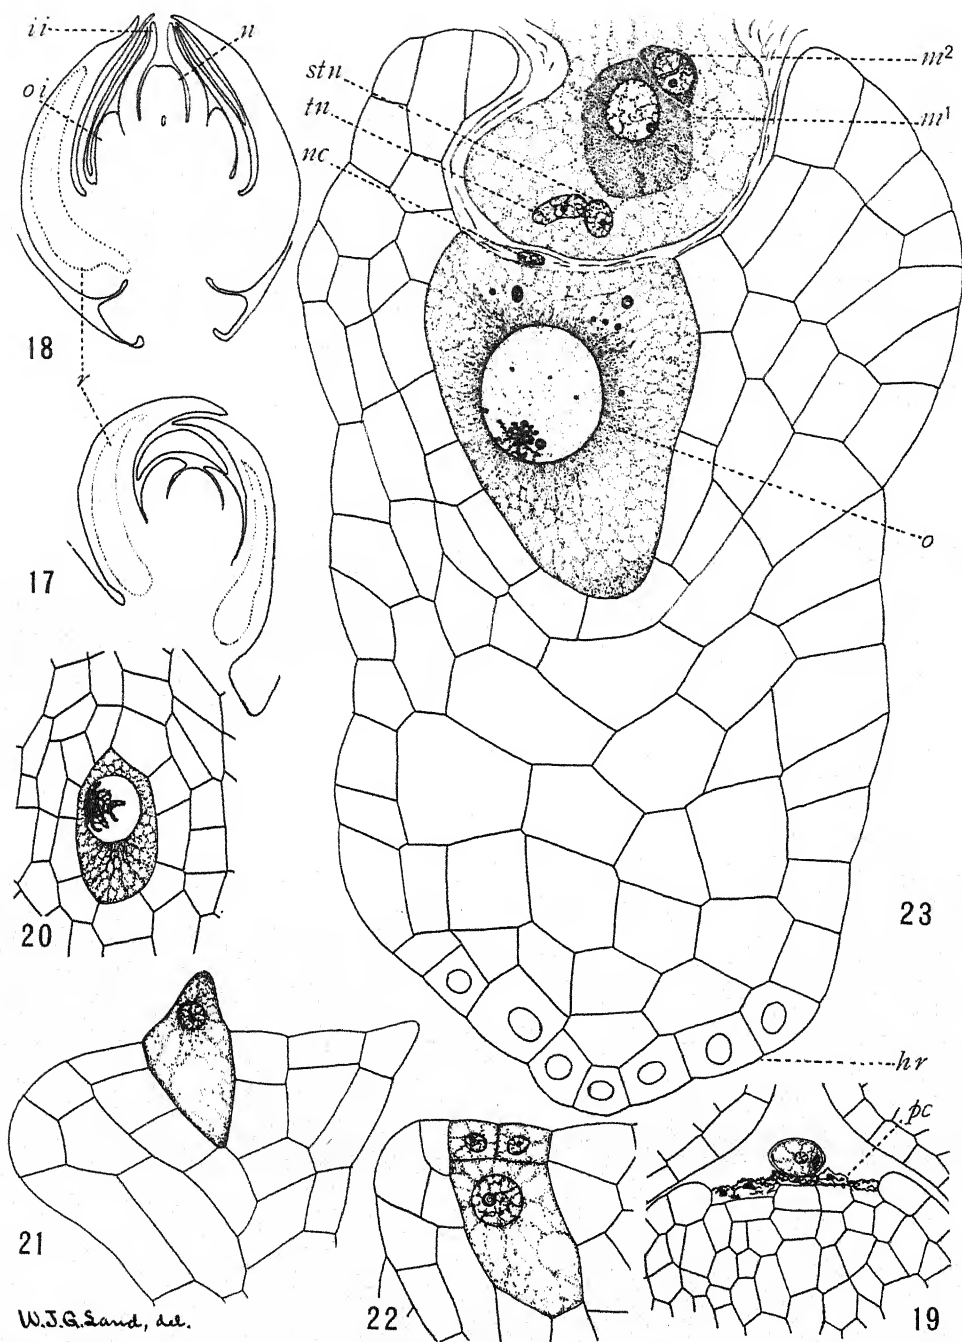 ii
n
oi
stn
tn
nc
m²
m¹
18
r
17
o
20
23
hr
pc
21
22
19
W.J.G.Land, del.